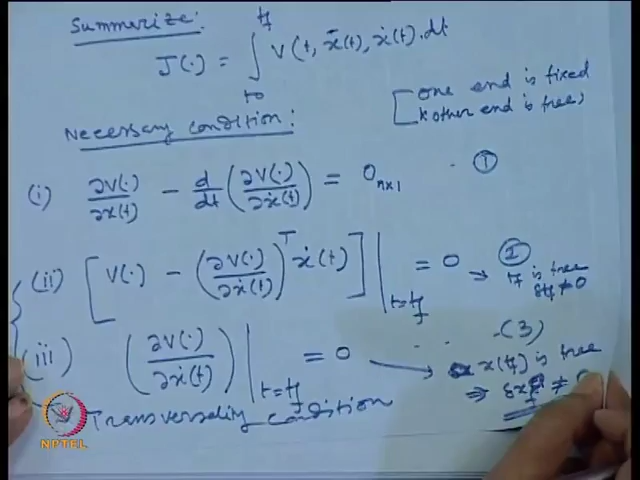 Summarize:
J(·) = ∫_{t0}^{tf} V(t, x(t), ẋ(t)).dt
[one end is fixed
& other end is free]
Necessary condition:
(i) ∂V(·)/∂x(t) − d/dt (∂V(·)/∂ẋ(t)) = 0_{n×1} - ①
(ii) [V(·) − (∂V(·)/∂ẋ(t))^T ẋ(t)]|_{t=tf} = 0 ⇒ ② tf is free δtf ≠ 0
(iii) (∂V(·)/∂ẋ(t))|_{t=tf} = 0 → - - -(3) x(tf) is free
⇒ δxf ≠
Transversality condition
NPTEL